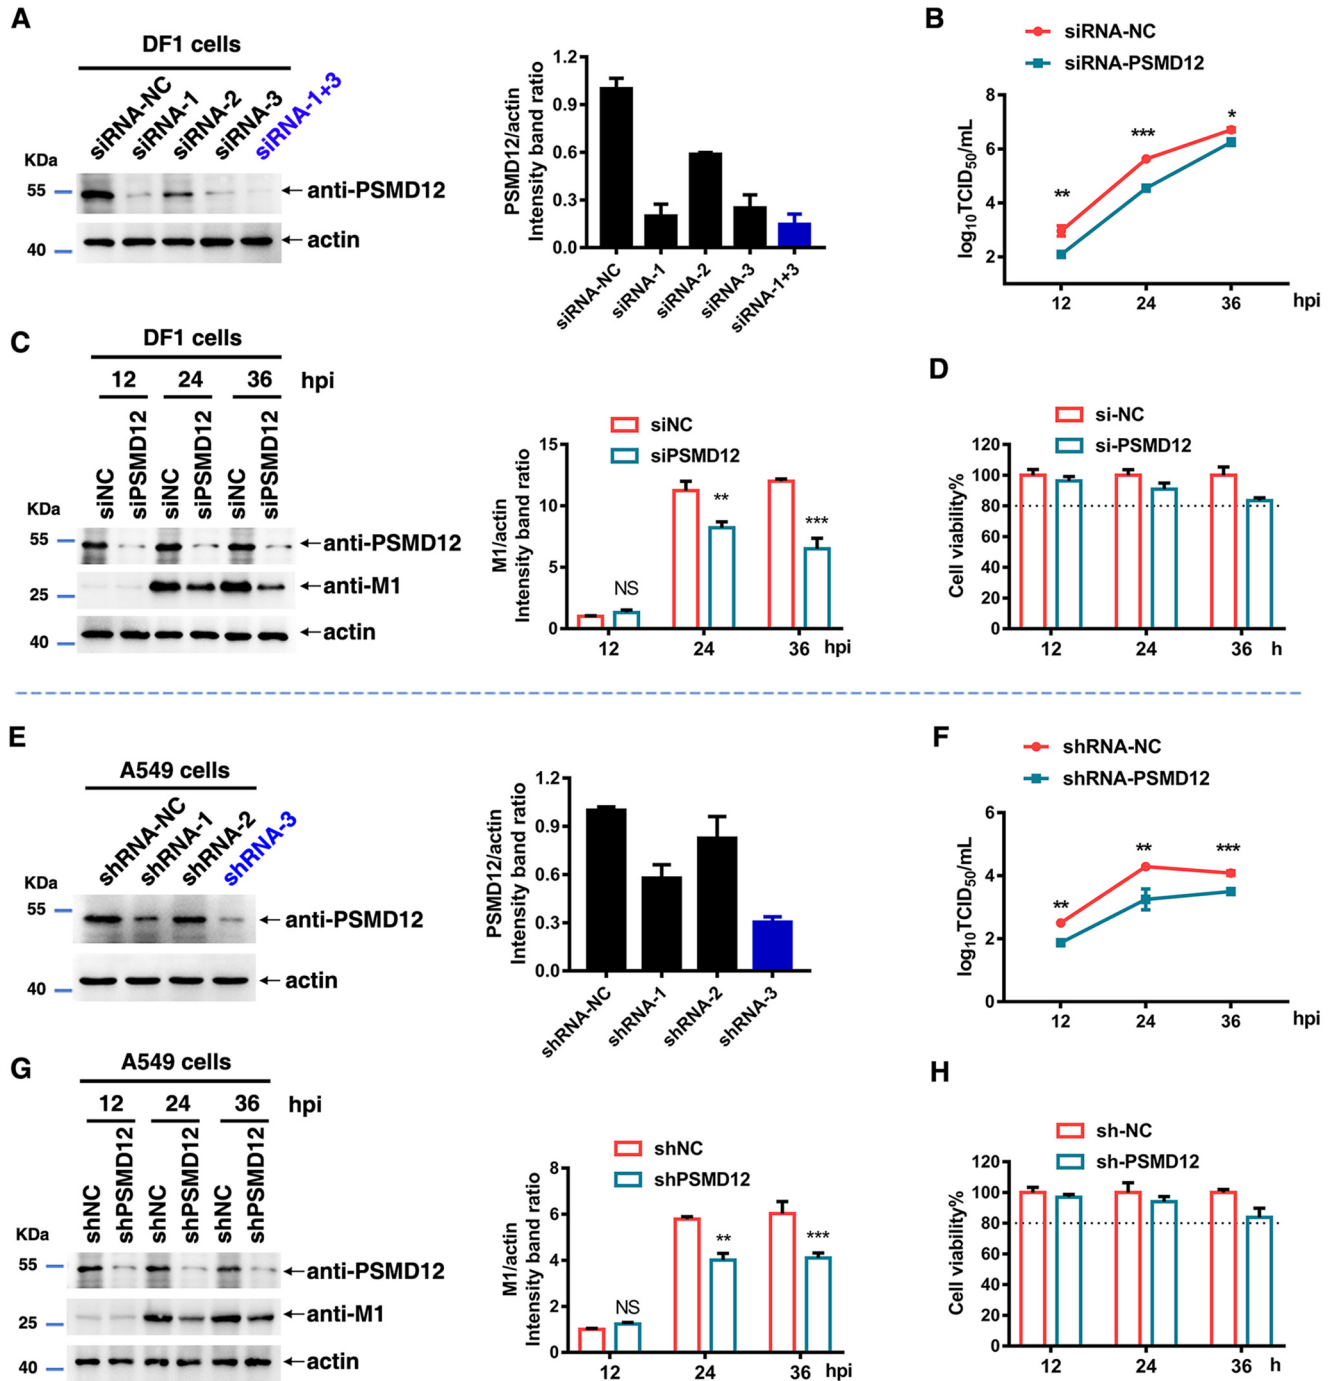 A
DF1 cells
siRNA-NC
siRNA-1
siRNA-2
siRNA-3
siRNA-1+3
KDa
55
anti-PSMD12
40
actin
PSMD12/actin
Intensity band ratio
1.2
0.9
0.6
0.3
0.0
siRNA-NC
siRNA-1
siRNA-2
siRNA-3
siRNA-1+3
B
siRNA-NC
siRNA-PSMD12
log10TCID50/mL
8
6
4
2
**
***
*
12 24 36 hpi
C
DF1 cells
12 24 36 hpi
siNC
siPSMD12
siNC
siPSMD12
siNC
siPSMD12
KDa
55
anti-PSMD12
25
anti-M1
40
actin
siNC
siPSMD12
M1/actin
Intensity band ratio
15
10
5
0
NS
**
***
12 24 36 hpi
D
si-NC
si-PSMD12
Cell viability%
120
100
80
60
40
20
0
12 24 36 h
E
A549 cells
shRNA-NC
shRNA-1
shRNA-2
shRNA-3
KDa
55
anti-PSMD12
40
actin
PSMD12/actin
Intensity band ratio
1.2
0.9
0.6
0.3
0.0
shRNA-NC
shRNA-1
shRNA-2
shRNA-3
F
shRNA-NC
shRNA-PSMD12
log10TCID50/mL
6
4
2
0
**
**
***
12 24 36 hpi
G
A549 cells
12 24 36 hpi
shNC
shPSMD12
shNC
shPSMD12
shNC
shPSMD12
KDa
55
anti-PSMD12
25
anti-M1
40
actin
shNC
shPSMD12
M1/actin
Intensity band ratio
8
6
4
2
0
NS
**
***
12 24 36 hpi
H
sh-NC
sh-PSMD12
Cell viability%
120
100
80
60
40
20
0
12 24 36 h